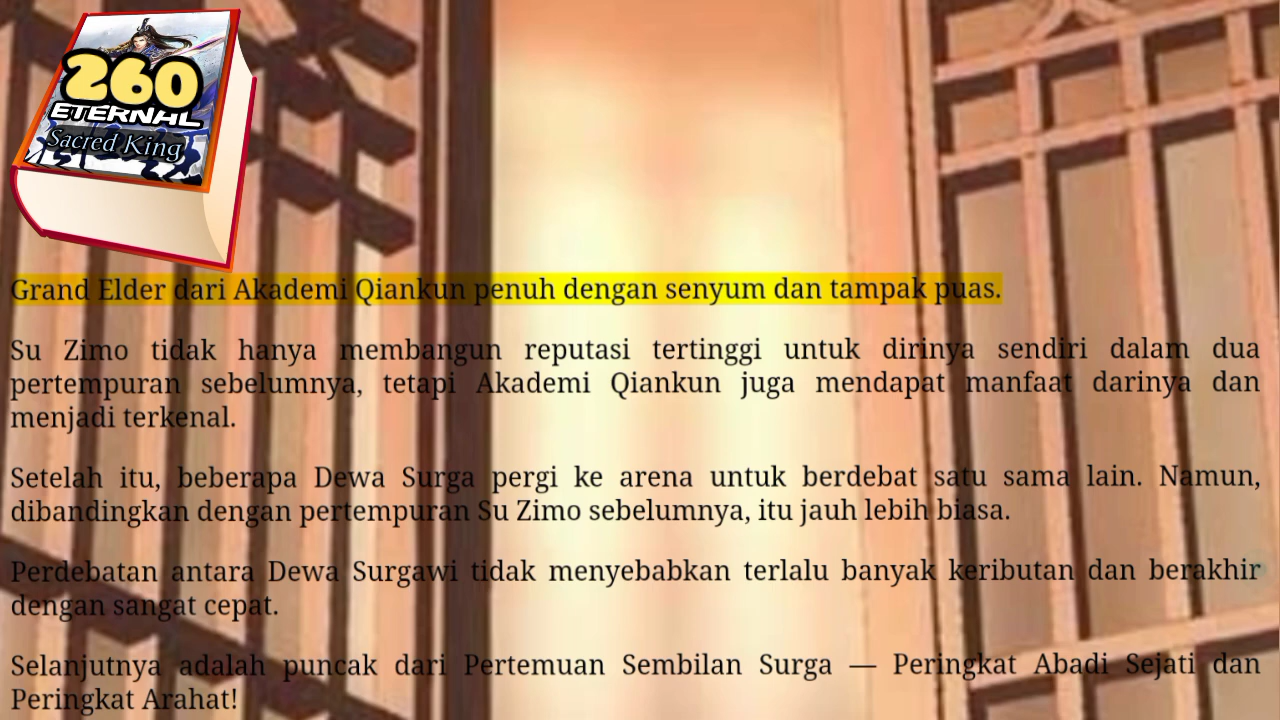 260
ETERNAL
Sacred King
Grand Elder dari Akademi Qiankun penuh dengan senyum dan tampak puas.
Su Zimo tidak hanya membangun reputasi tertinggi untuk dirinya sendiri dalam dua
pertempuran sebelumnya, tetapi Akademi Qiankun juga mendapat manfaat darinya dan
menjadi terkenal.
Setelah itu, beberapa Dewa Surga pergi ke arena untuk berdebat satu sama lain. Namun,
dibandingkan dengan pertempuran Su Zimo sebelumnya, itu jauh lebih biasa.
Perdebatan antara Dewa Surgawi tidak menyebabkan terlalu banyak keributan dan berakhir
dengan sangat cepat.
Selanjutnya adalah puncak dari Pertemuan Sembilan Surga — Peringkat Abadi Sejati dan
Peringkat Arahat!